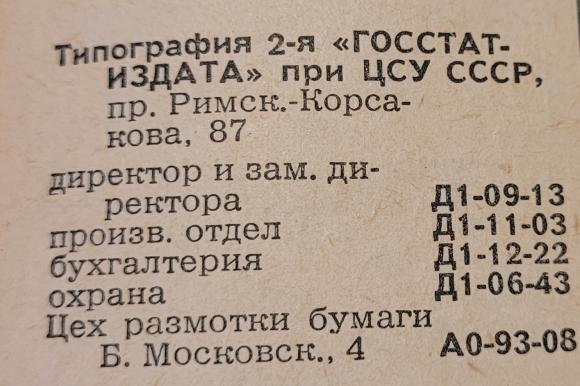 Типография 2-я «ГОССТАТ-
ИЗДАТА» при ЦСУ СССР,
пр. Римск.-Корса-
кова, 87
директор и зам. ди-
ректора Д1-09-13
произв. отдел Д1-11-03
бухгалтерия Д1-12-22
охрана Д1-06-43
Цех размотки бумаги
Б. Московск., 4 А0-93-08